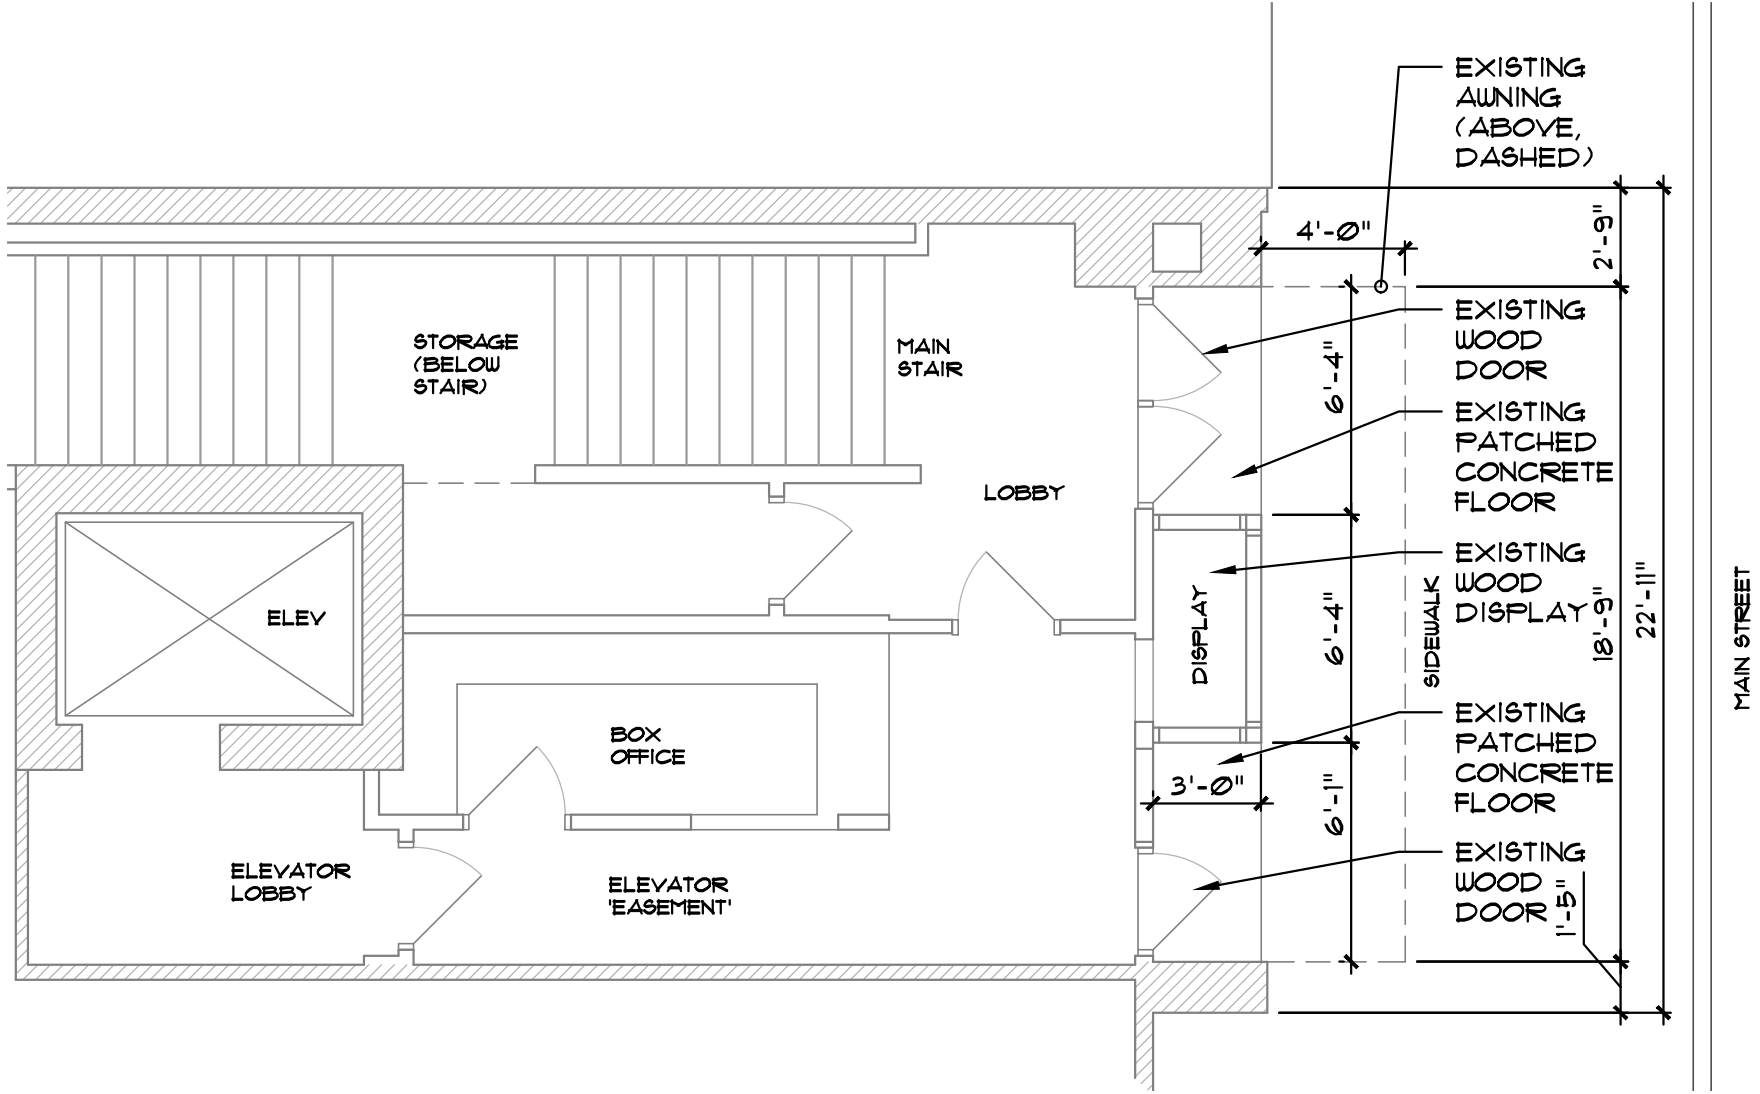 EXISTING
AWNING
(ABOVE,
DASHED)
2'-9"
4'-0"
EXISTING
WOOD
DOOR
STORAGE
(BELOW
STAIR)
MAIN
STAIR
6'-4"
EXISTING
PATCHED
CONCRETE
FLOOR
LOBBY
EXISTING
WOOD
DISPLAY
ELEV
DISPLAY
6'-4"
SIDEWALK
18'-9"
22'-11"
MAIN STREET
BOX
OFFICE
EXISTING
PATCHED
CONCRETE
FLOOR
3'-0"
6'-1"
ELEVATOR
LOBBY
ELEVATOR
'EASEMENT'
EXISTING
WOOD
DOOR
1'-5"